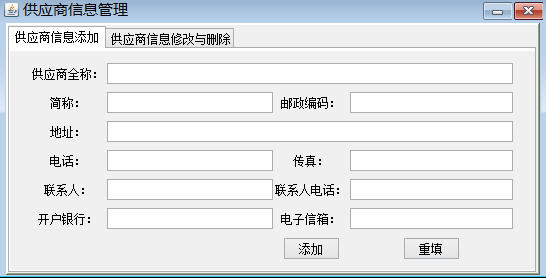 供应商信息管理
供应商信息添加 供应商信息修改与删除
供应商全称：
简称： 邮政编码：
地址：
电话： 传真：
联系人： 联系人电话：
开户银行： 电子信箱：
添加 重填